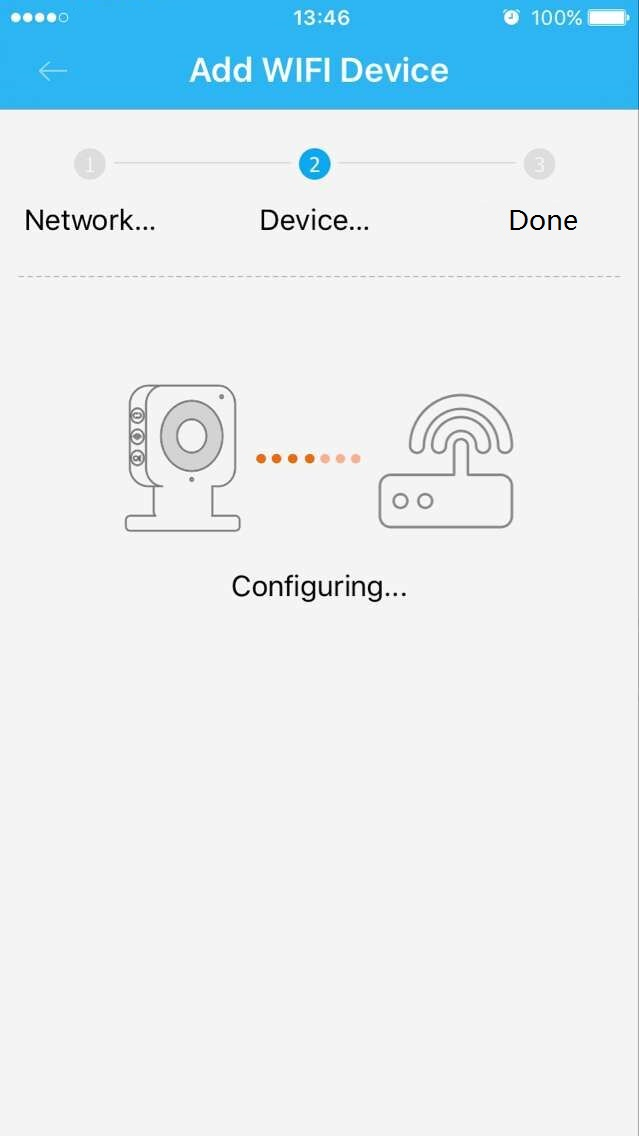 13:46
100%
Add WIFI Device
1
2
3
Network...
Device...
Done
Configuring...